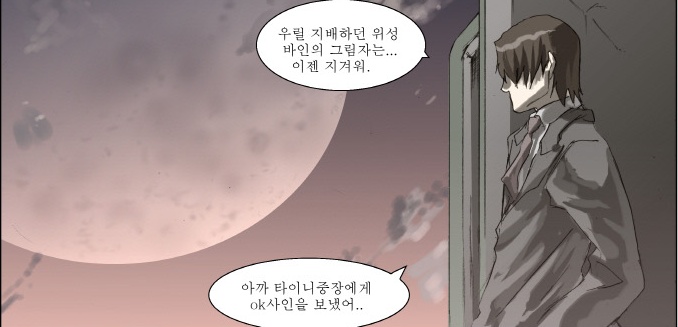 우릴 지배하던 위성
바인의 그림자는...
이젠 지겨워.
아까 타이니중장에게
ok사인을 보냈어..